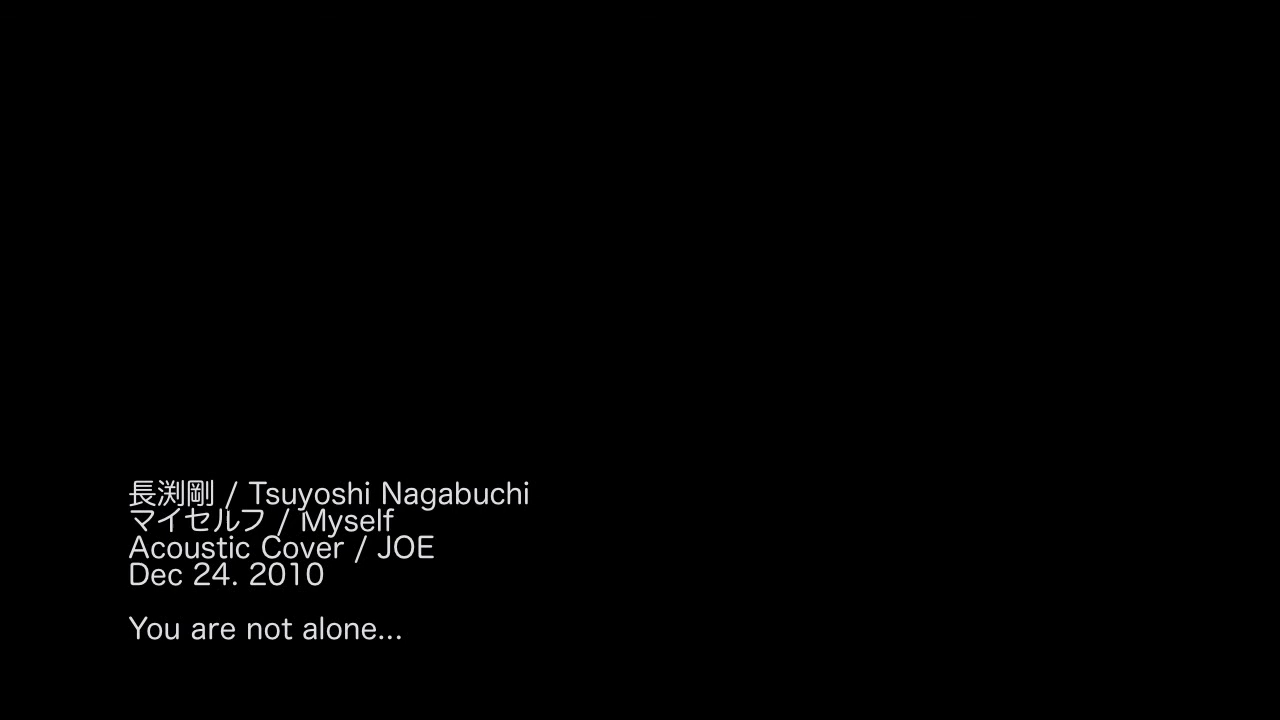 長渕剛 / Tsuyoshi Nagabuchi
マイセルフ / Myself
Acoustic Cover / JOE
Dec 24. 2010
You are not alone...